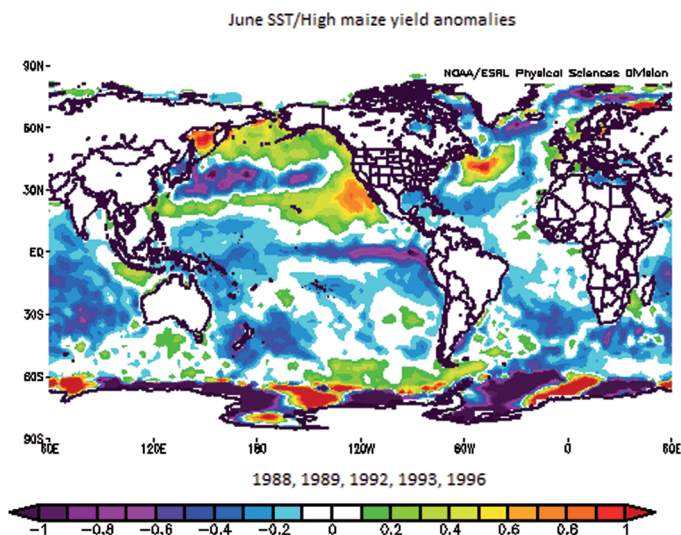 June SST/High maize yield anomalies
NOAA/ESRL Physical Sciences Division
90N
60N
30N
EQ
30S
60S
90S
60E 120E 180 120W 60W 0 60E
1988, 1989, 1992, 1993, 1996
-1 -0.8 -0.6 -0.4 -0.2 0 0.2 0.4 0.6 0.8 1